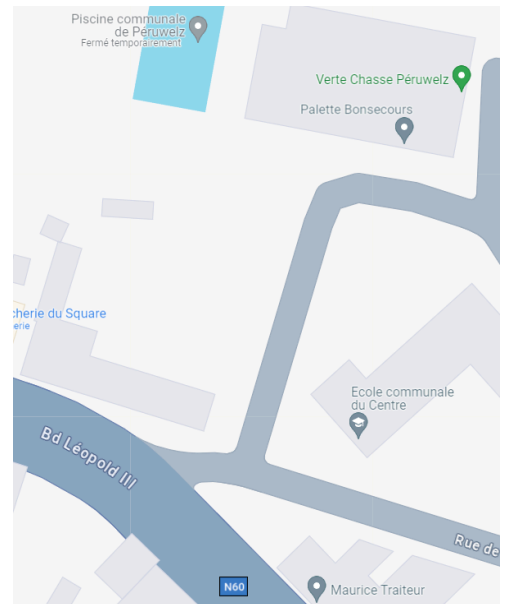 Piscine communale
de Péruwelz
Fermé temporairement
Verte Chasse Péruwelz
Palette Bonsecours
cherie du Square
erie
Ecole communale
du Centre
Bd Léopold III
Rue de
N60
Maurice Traiteur